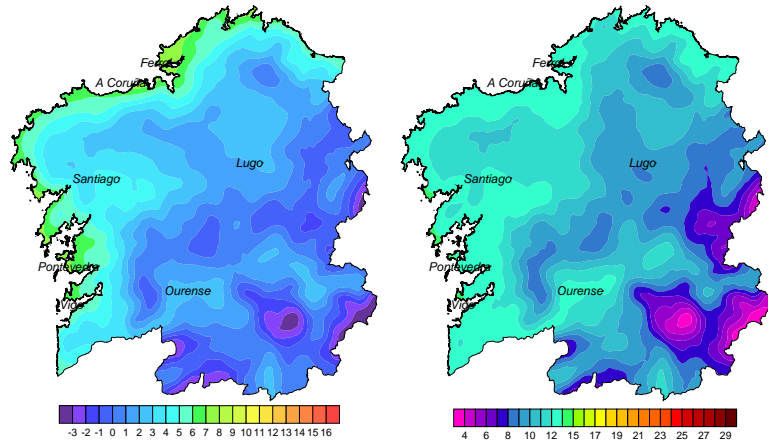 Ferrol
A Coruña
Lugo
Santiago
Pontevedra
Ourense
Vigo
-3 -2 -1 0 1 2 3 5 6 7 8 9 10 11 12 13 14 15 16
Ferrol
A Coruña
Lugo
Santiago
Pontevedra
Ourense
Vigo
4 6 8 10 12 13 15 17 19 21 23 25 27 29